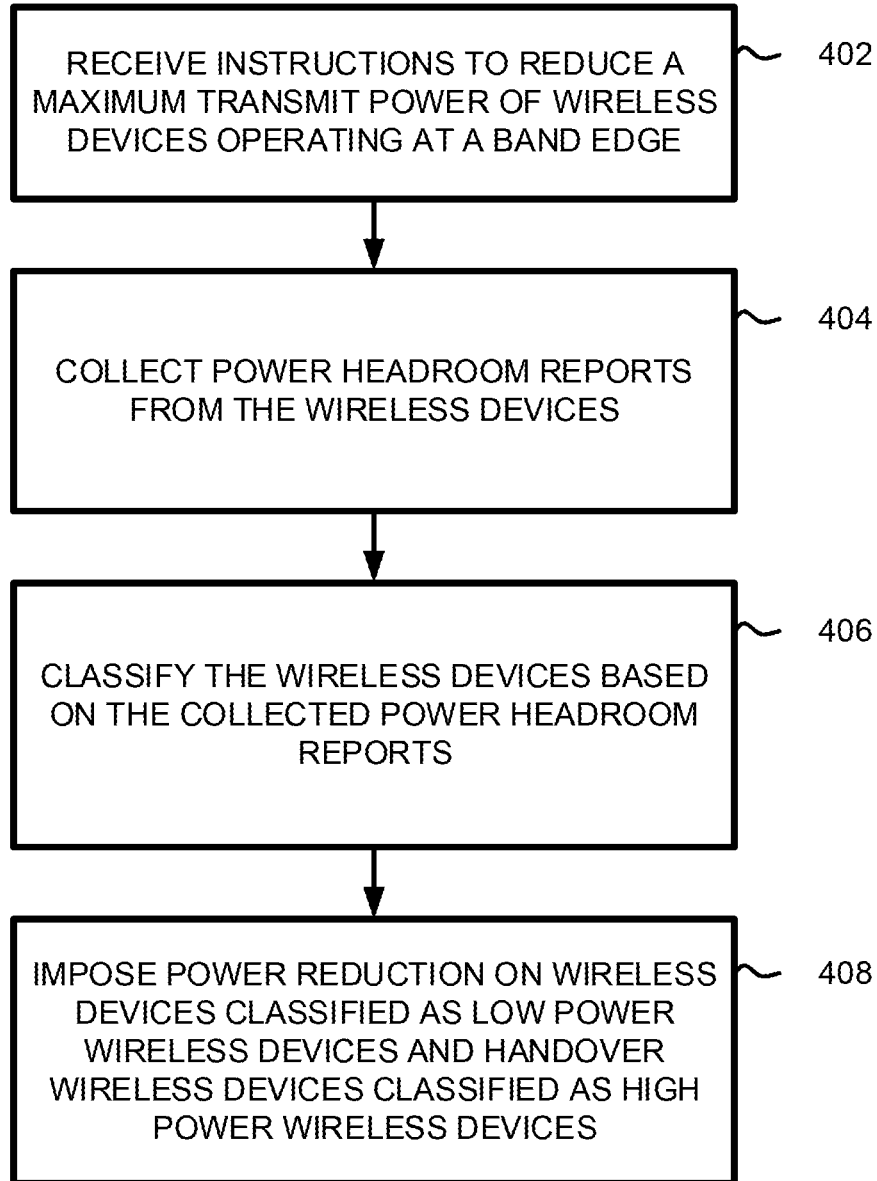 RECEIVE INSTRUCTIONS TO REDUCE A
MAXIMUM TRANSMIT POWER OF WIRELESS
DEVICES OPERATING AT A BAND EDGE
402
COLLECT POWER HEADROOM REPORTS
FROM THE WIRELESS DEVICES
404
CLASSIFY THE WIRELESS DEVICES BASED
ON THE COLLECTED POWER HEADROOM
REPORTS
406
IMPOSE POWER REDUCTION ON WIRELESS
DEVICES CLASSIFIED AS LOW POWER
WIRELESS DEVICES AND HANDOVER
WIRELESS DEVICES CLASSIFIED AS HIGH
POWER WIRELESS DEVICES
408